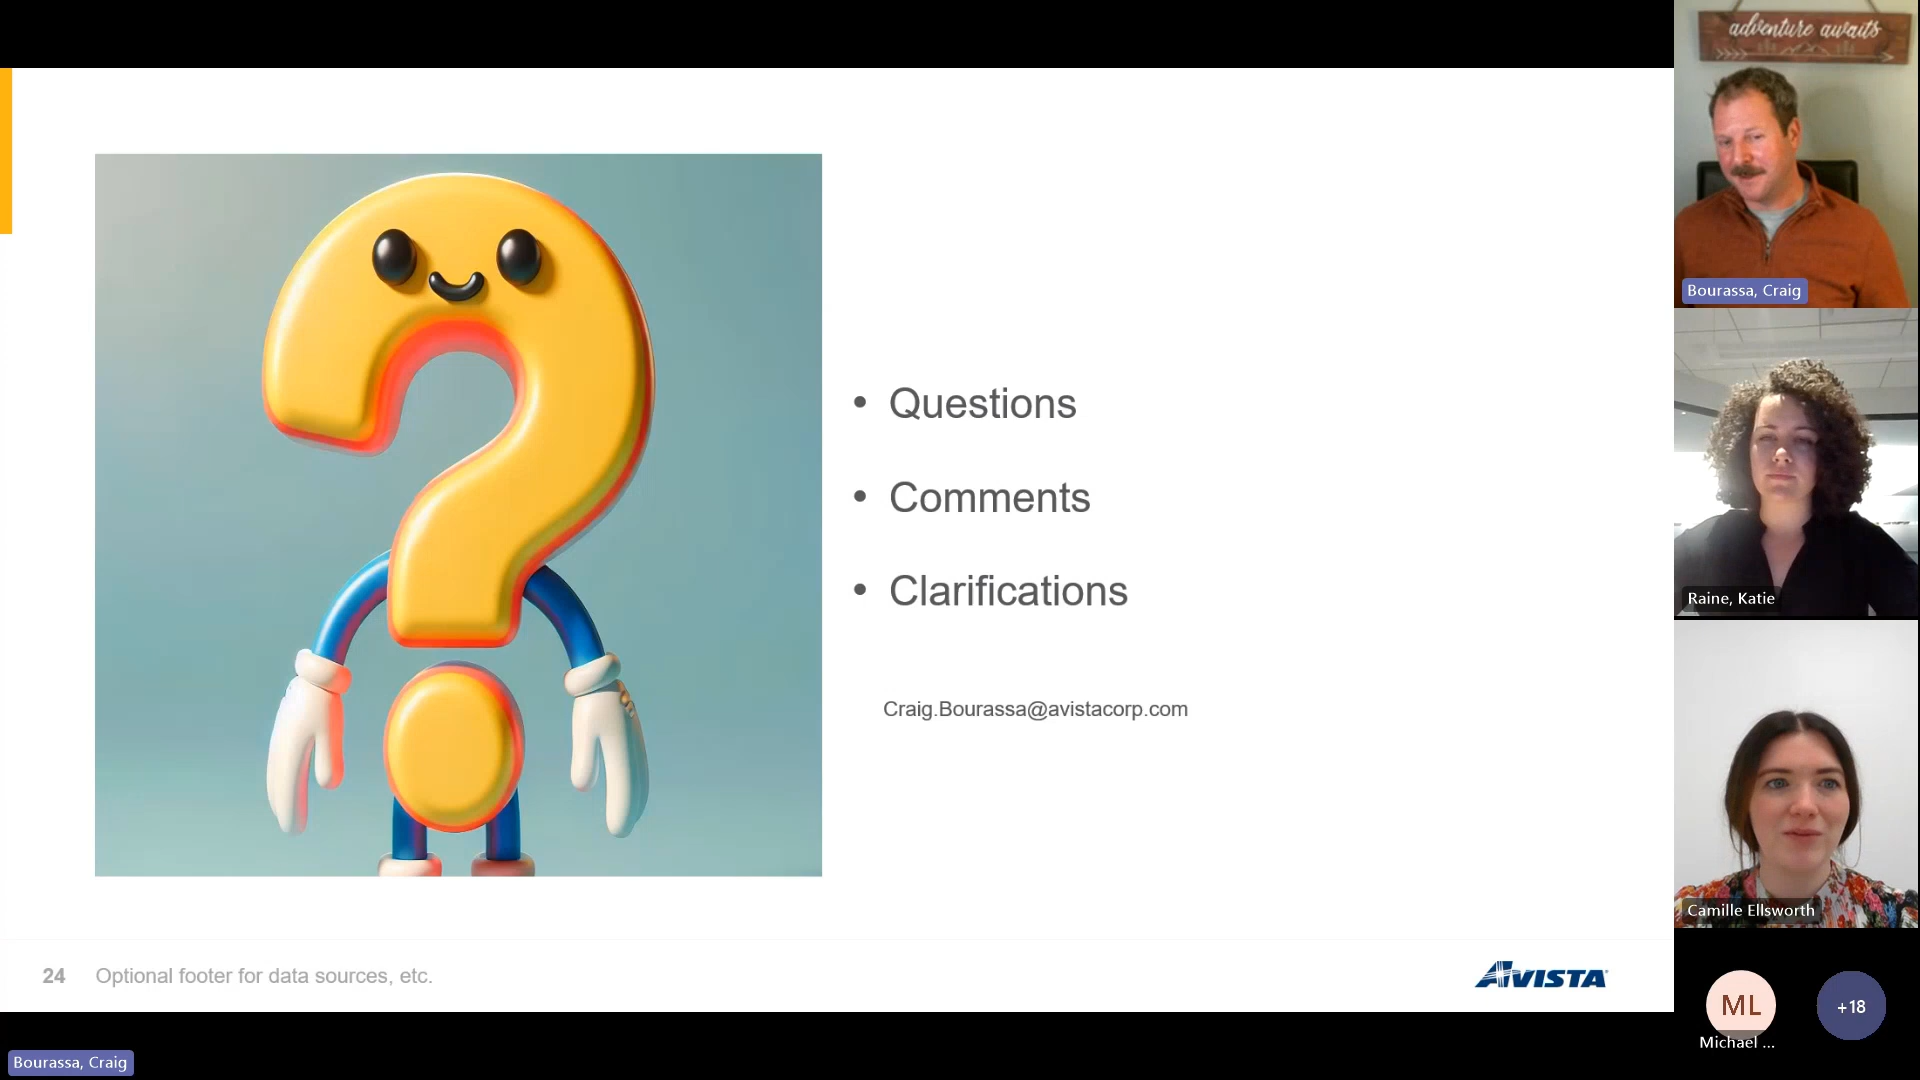 adventure awaits
Bourassa, Craig
• Questions
• Comments
• Clarifications
Craig.Bourassa@avistacorp.com
Raine, Katie
Camille Ellsworth
24 Optional footer for data sources, etc.
AVISTA
ML
+18
Michael ...
Bourassa, Craig